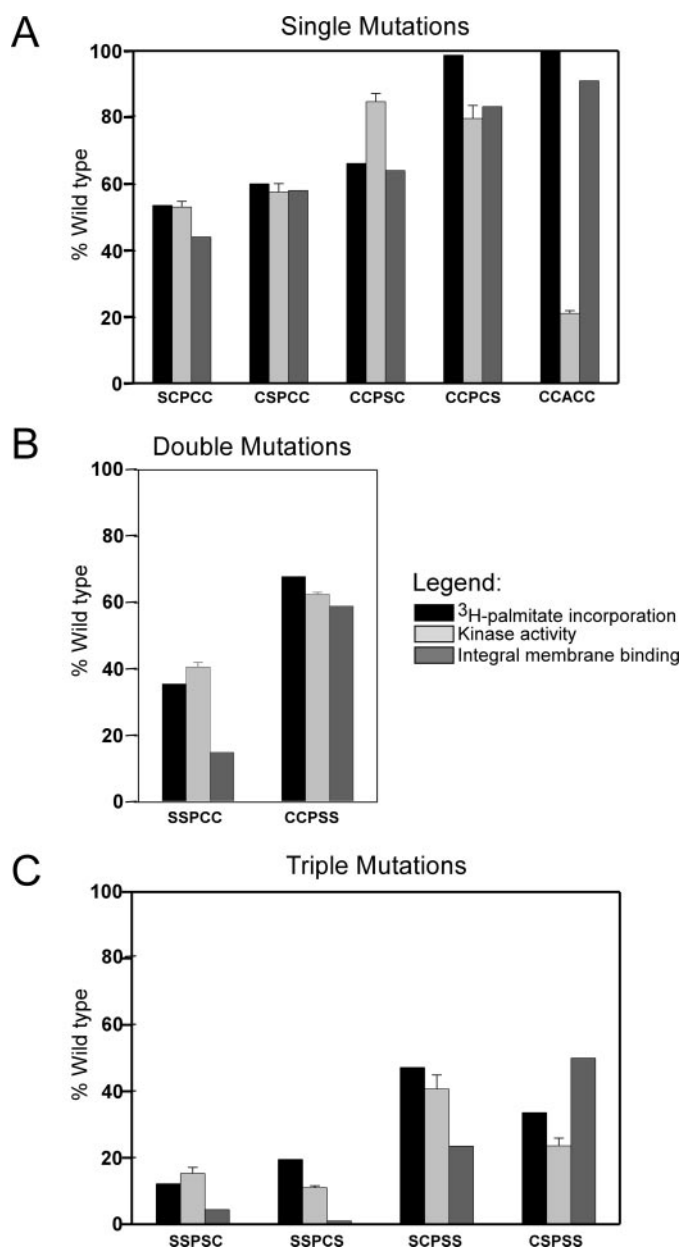 A
Single Mutations
% Wild type
100
80
60
40
20
0
SCPCC CSPCC CCPSC CCPCS CCACC
B
Double Mutations
% Wild type
100
80
60
40
20
0
SSPCC CCPSS
Legend:
³H-palmitate incorporation
Kinase activity
Integral membrane binding
C
Triple Mutations
% Wild type
100
80
60
40
20
0
SSPSC SSPCS SCPSS CSPSS